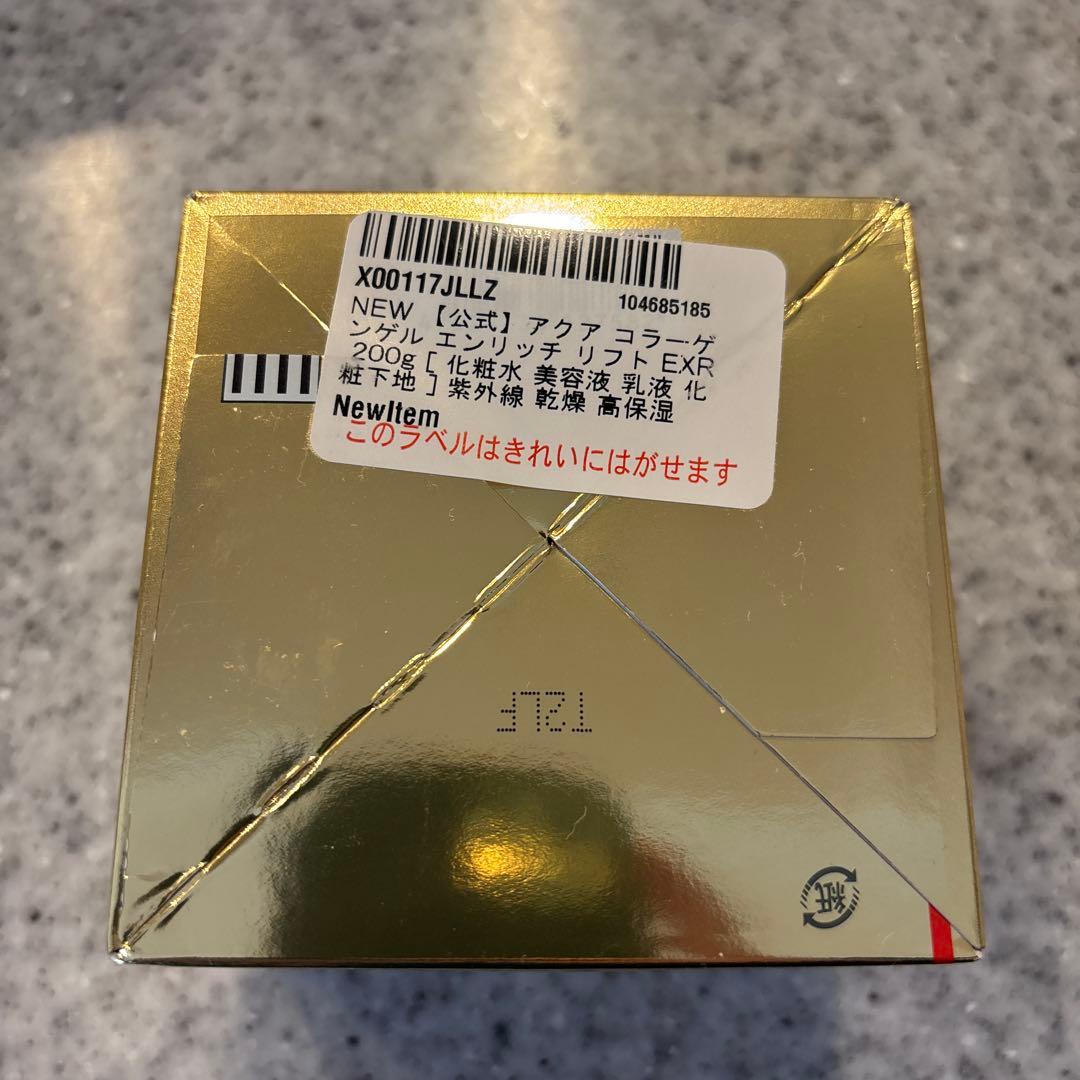 X00117JLLZ
104685185
NEW 【公式】 アクア コラーゲ
ンゲル エンリッチ リフト EXR
200g [ 化粧水 美容液 乳液 化
粧下地 ] 紫外線 乾燥 高保湿
NewItem
このラベルはきれいにはがせます
紙